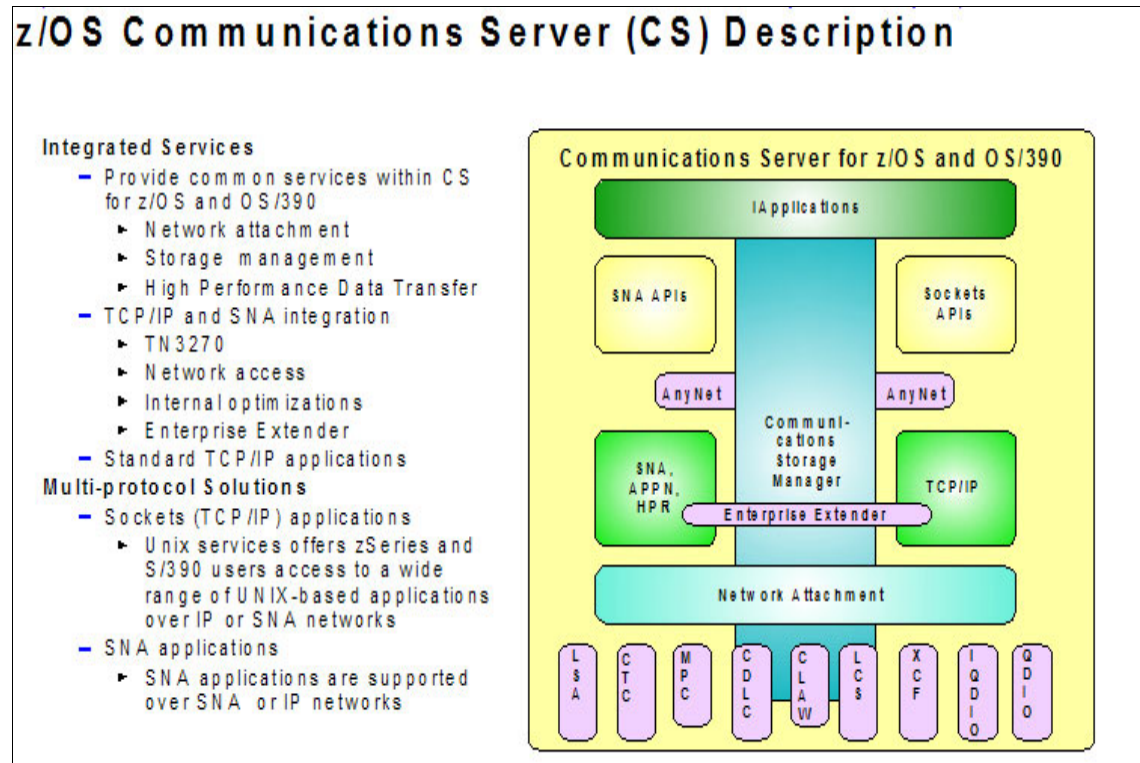 z/OS Communications Server (CS) Description
Integrated Services
– Provide common services within CS
for z/OS and OS/390
► Network attachment
► Storage management
► High Performance Data Transfer
– TCP/IP and SNA integration
► TN3270
► Network access
► Internal optimizations
► Enterprise Extender
– Standard TCP/IP applications
Multi-protocol Solutions
– Sockets (TCP/IP) applications
► Unix services offers zSeries and
S/390 users access to a wide
range of UNIX-based applications
over IP or SNA networks
– SNA applications
► SNA applications are supported
over SNA or IP networks
Communications Server for z/OS and OS/390
IApplications
SNA APIs
Sockets
APIs
AnyNet
AnyNet
Communi-
cations
Storage
Manager
SNA,
APPN,
HPR
TCP/IP
Enterprise Extender
Network Attachment
LSA
CTC
MPC
CDLC
CLAW
LCS
XCF
IQDIO
QDIO